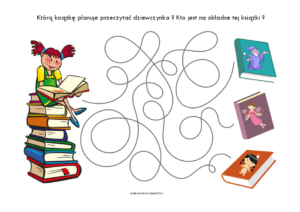 Którą książkę planuje przeczytać dziewczynka ? Kto jest na okładce tej książki ?